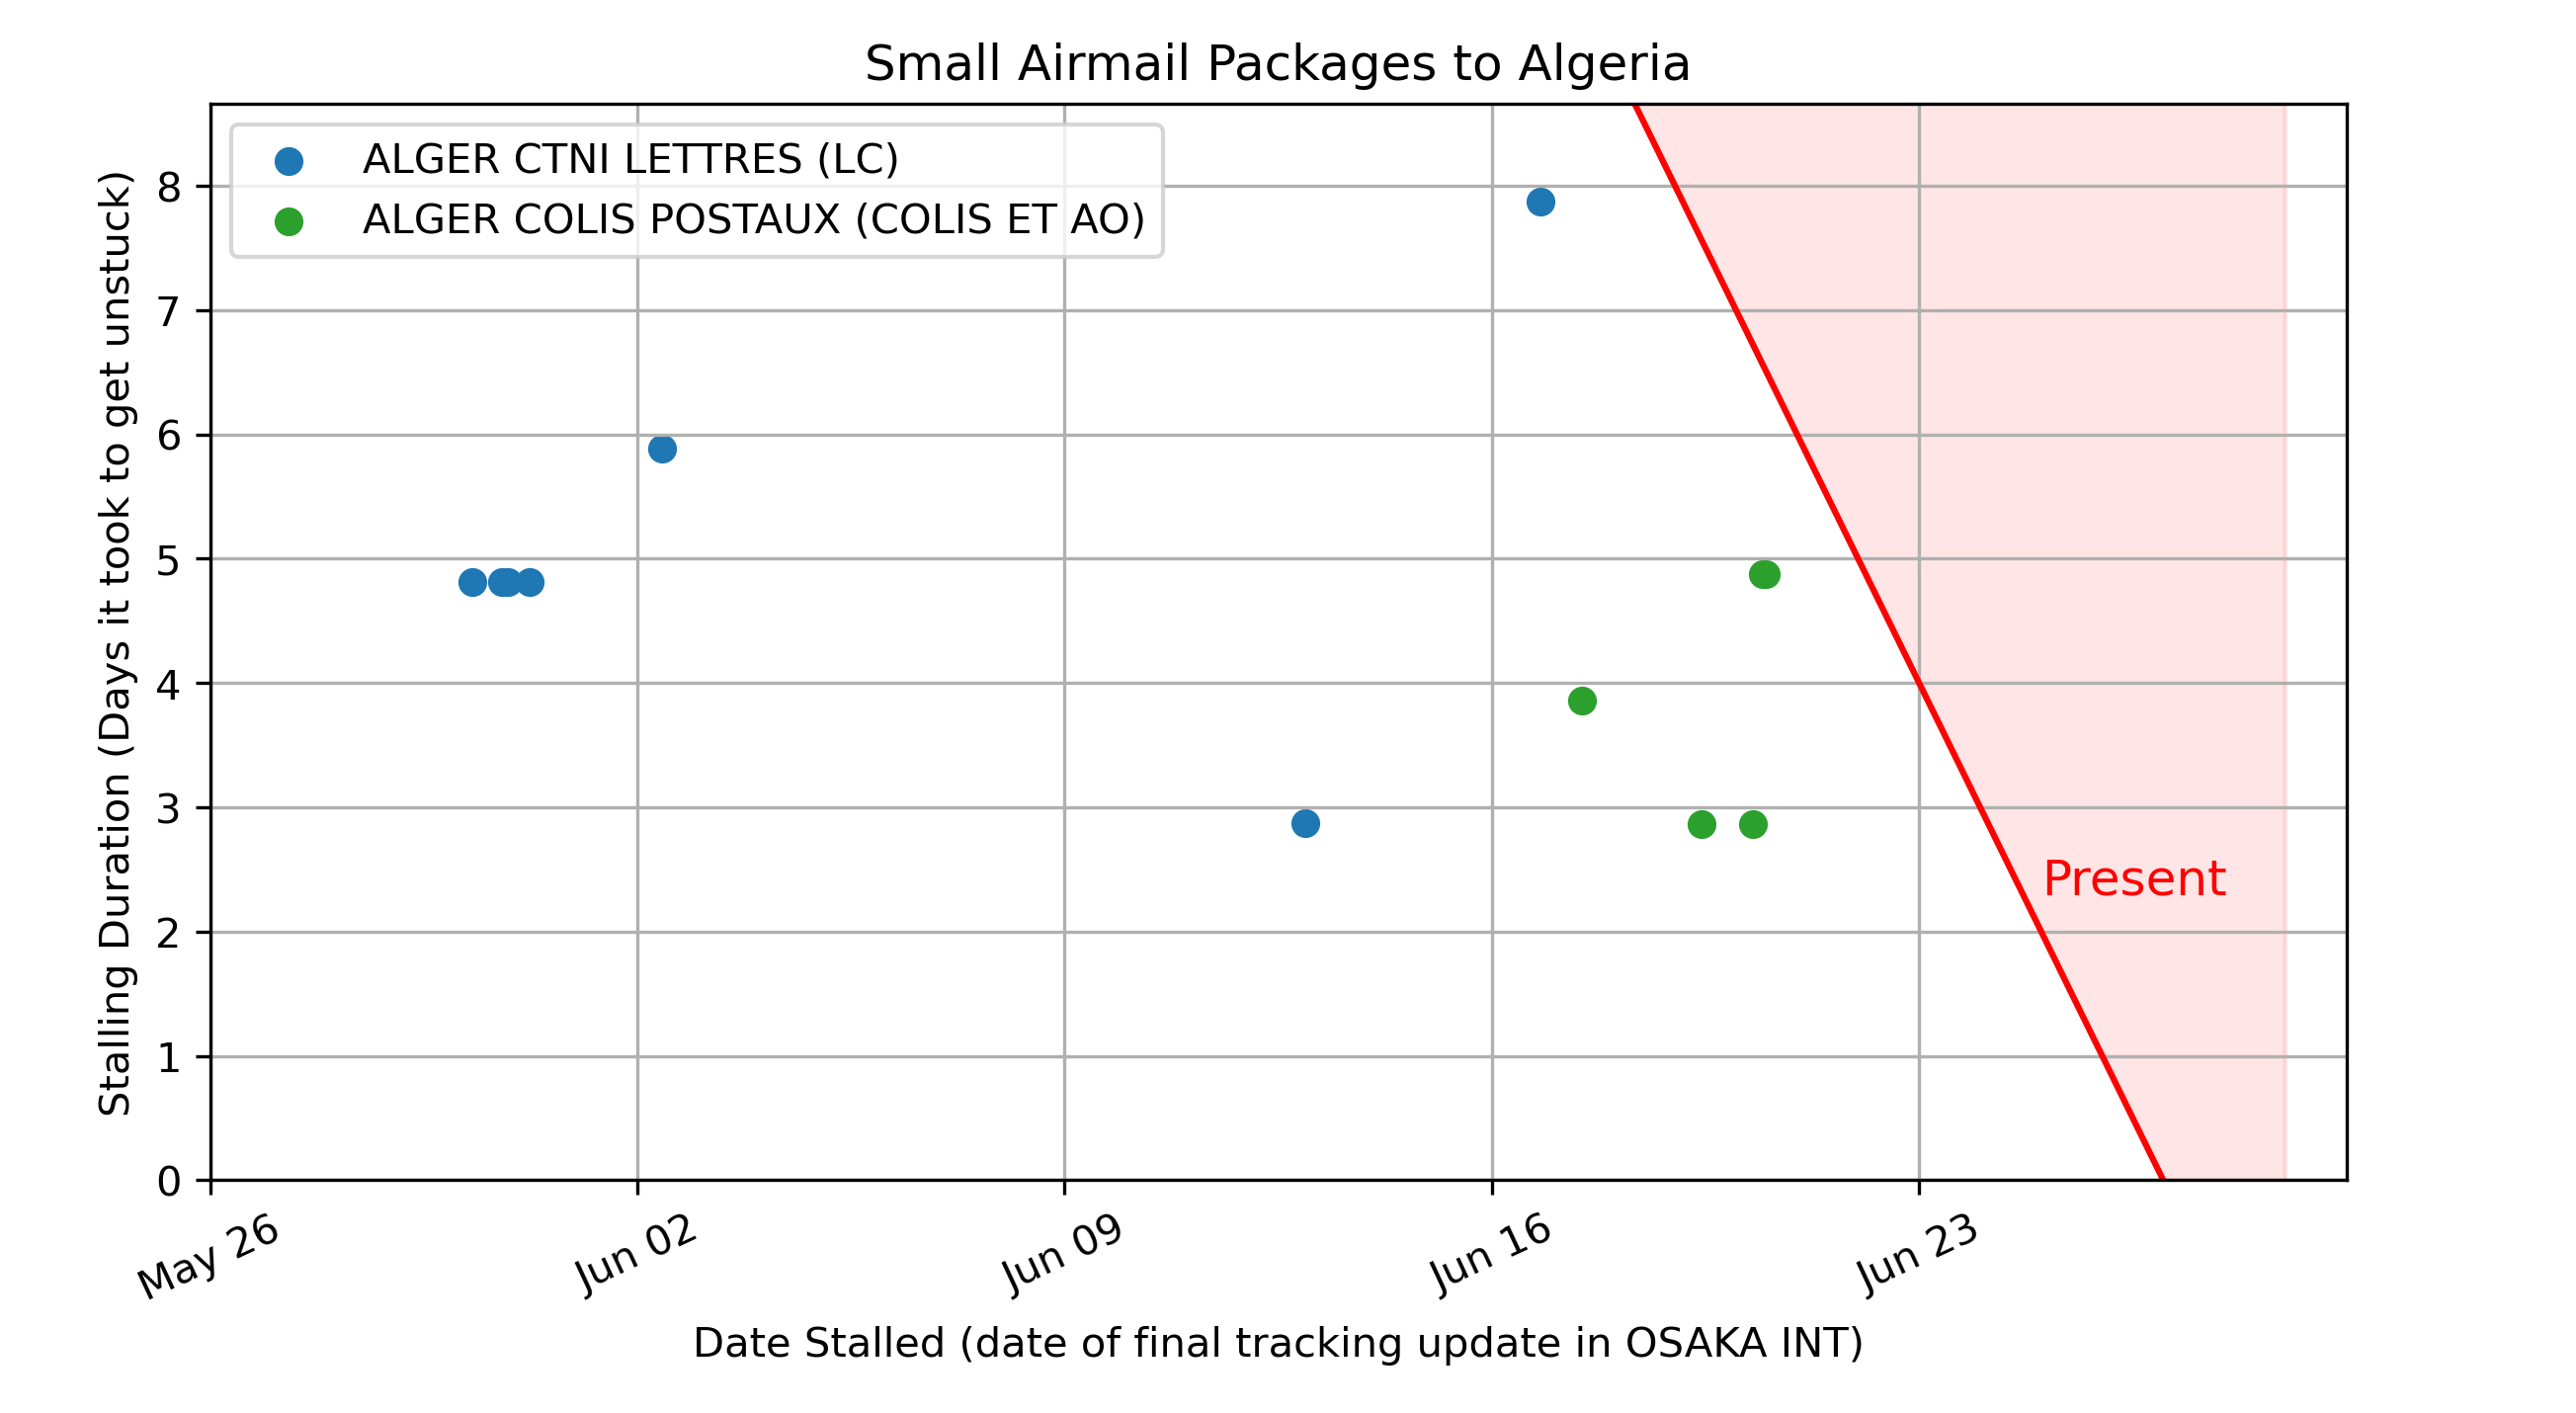 Small Airmail Packages to Algeria
ALGER CTNI LETTRES (LC)
ALGER COLIS POSTAUX (COLIS ET AO)
Stalling Duration (Days it took to get unstuck)
8
7
6
5
4
3
2
1
0
Present
May 26
Jun 02
Jun 09
Jun 16
Jun 23
Date Stalled (date of final tracking update in OSAKA INT)